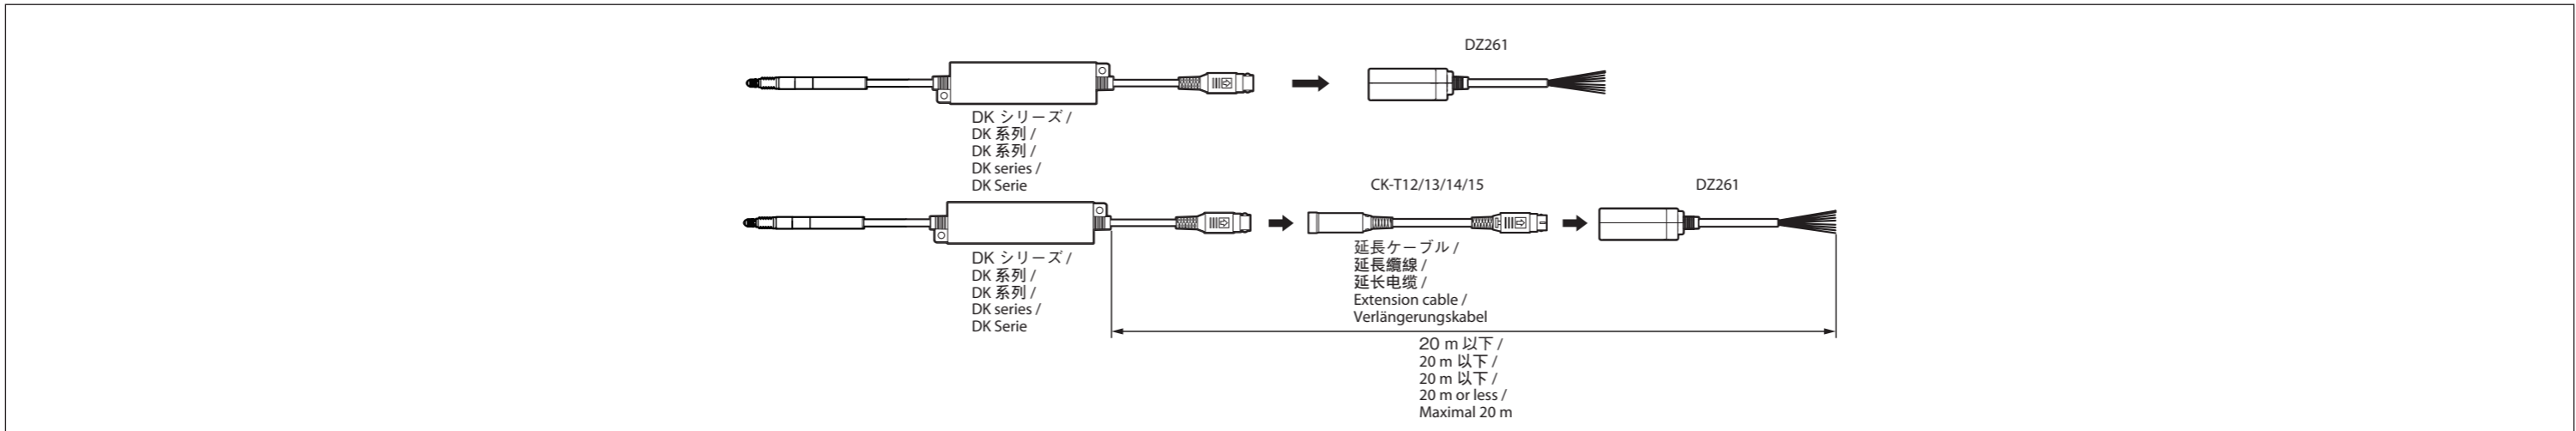 DZ261
DK シリーズ /
DK 系列 /
DK 系列 /
DK series /
DK Serie
CK-T12/13/14/15
DZ261
DK シリーズ /
DK 系列 /
DK 系列 /
DK series /
DK Serie
延長ケーブル /
延長纜線 /
延长电缆 /
Extension cable /
Verlängerungskabel
20 m 以下 /
20 m 以下 /
20 m 以下 /
20 m or less /
Maximal 20 m